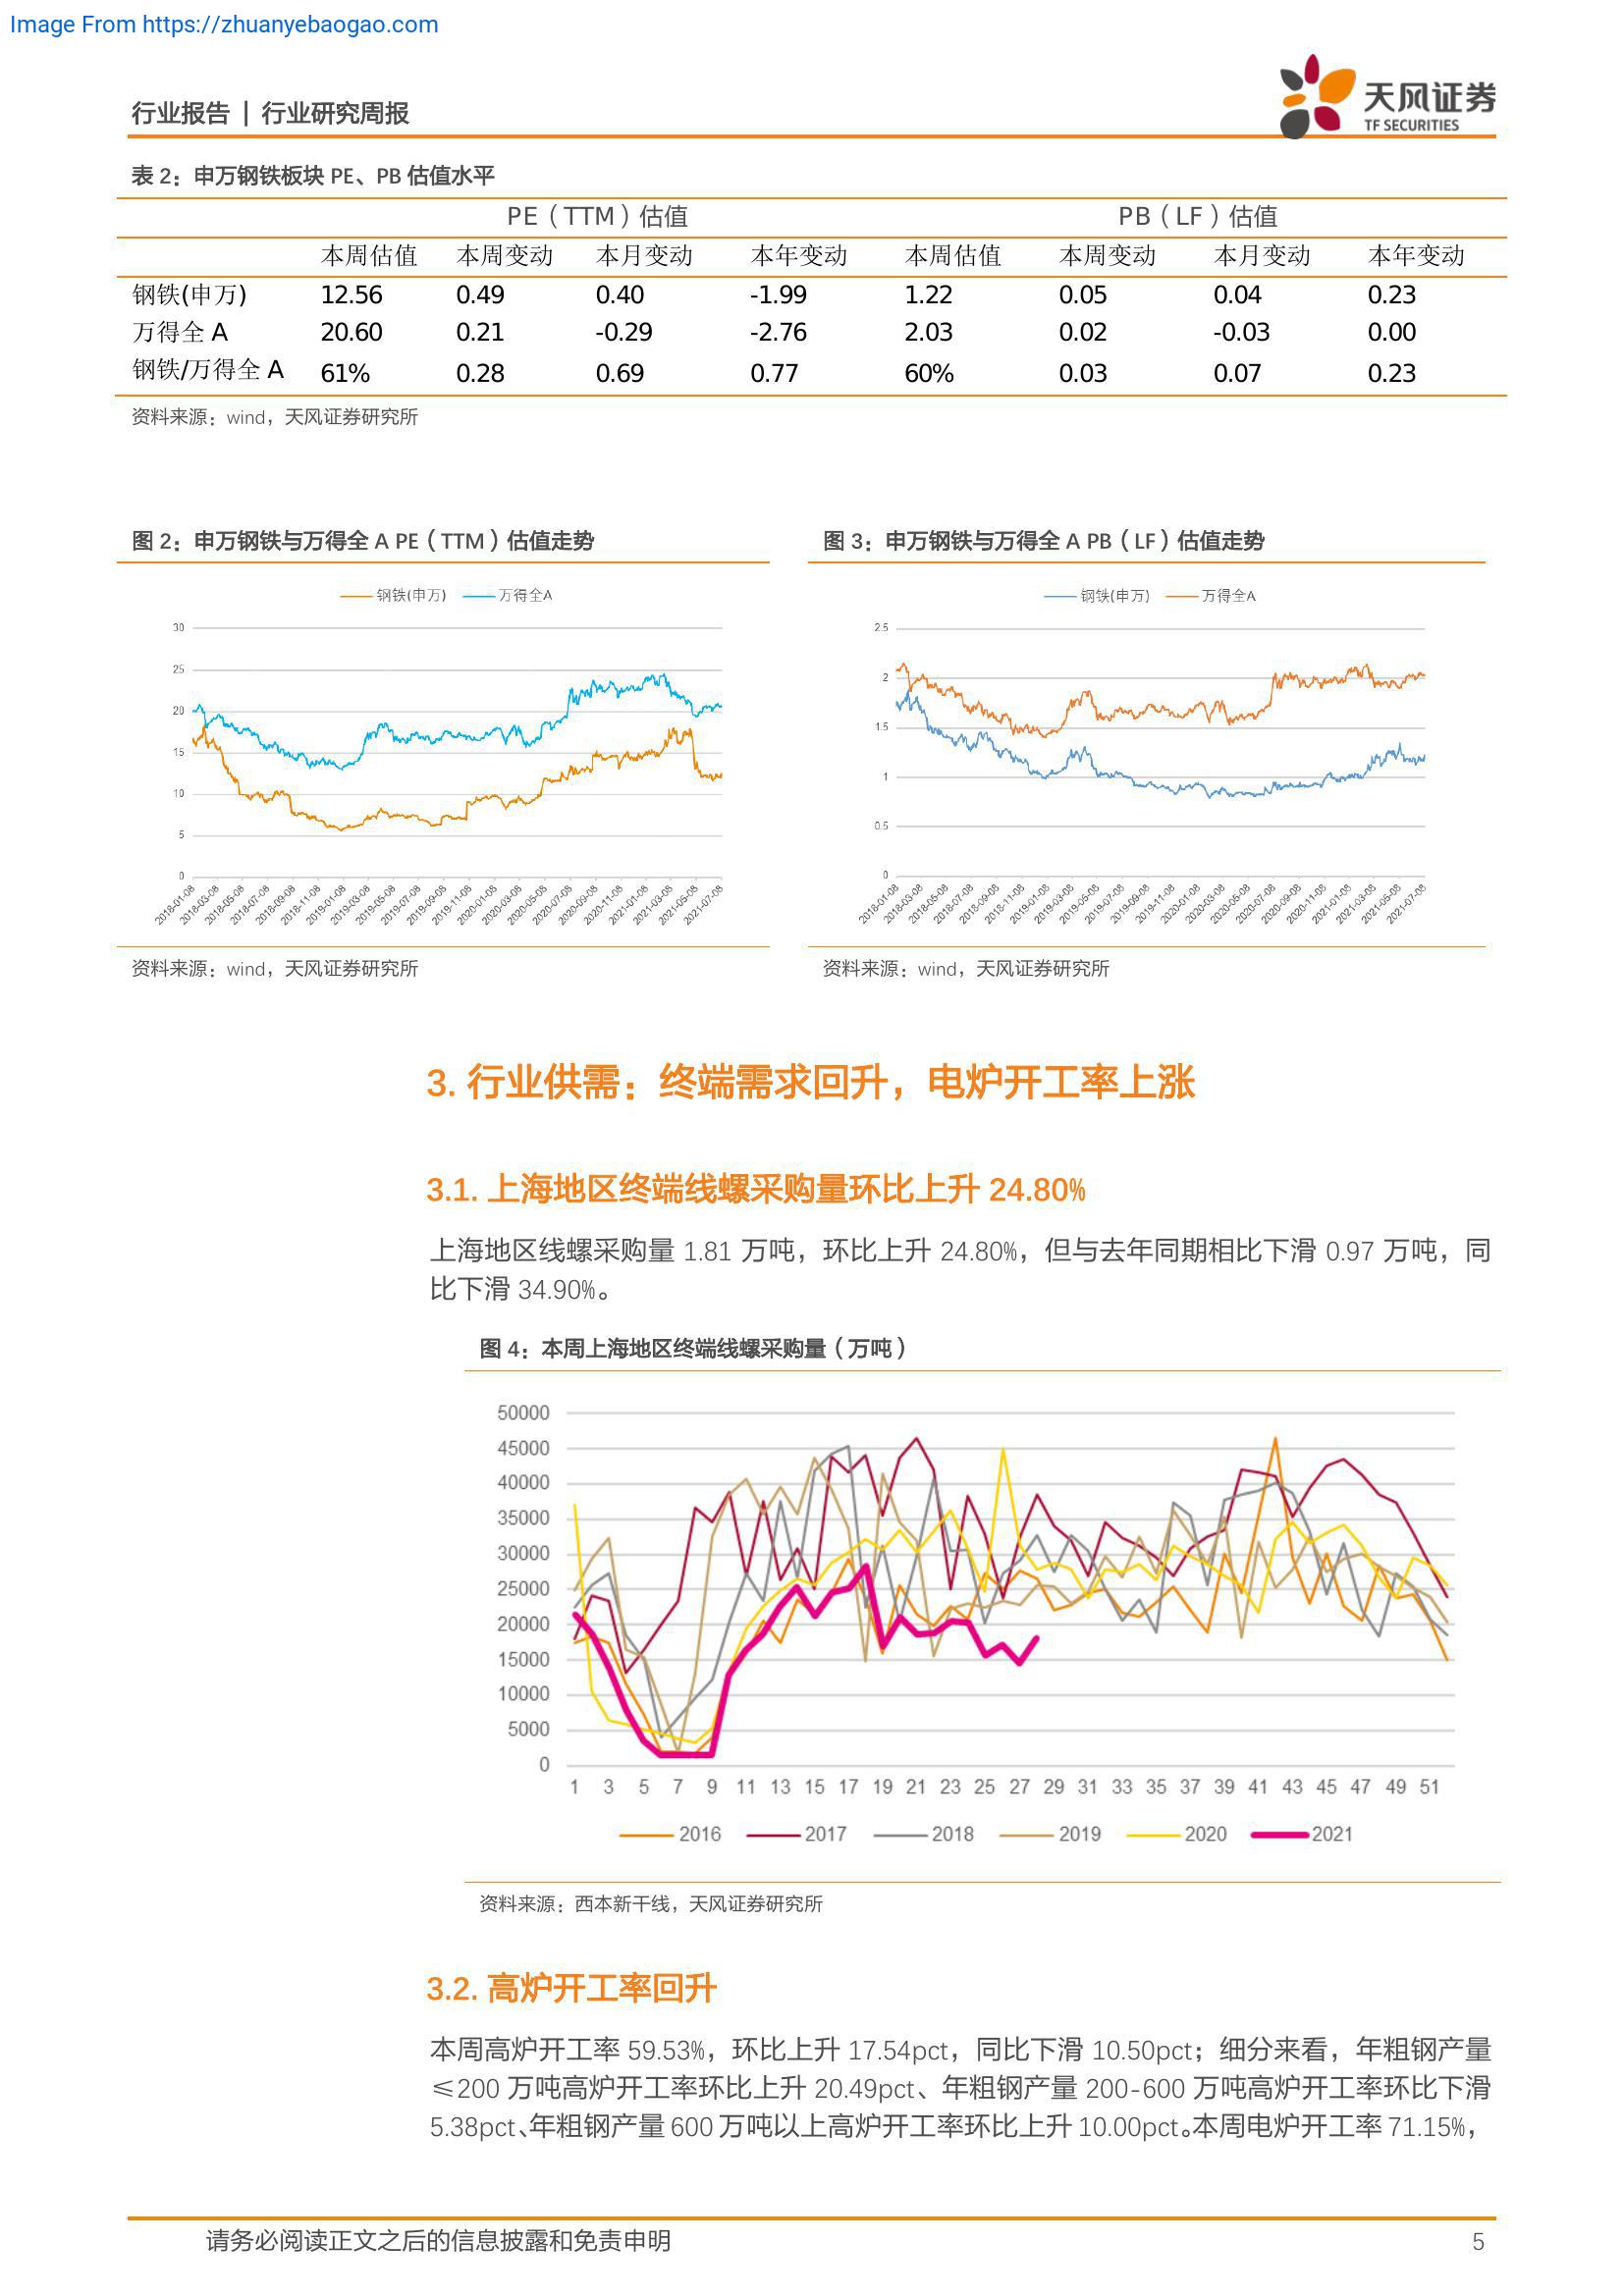 Image From https://zhuanyebaogao.com
行业报告 | 行业研究周报
天风证券
TF SECURITIES
表 2：申万钢铁板块 PE、PB 估值水平
PE（TTM）估值 PB（LF）估值
本周估值 本周变动 本月变动 本年变动 本周估值 本周变动 本月变动 本年变动
钢铁(申万) 12.56 0.49 0.40 -1.99 1.22 0.05 0.04 0.23
万得全 A 20.60 0.21 -0.29 -2.76 2.03 0.02 -0.03 0.00
钢铁/万得全 A 61% 0.28 0.69 0.77 60% 0.03 0.07 0.23
资料来源：wind，天风证券研究所
图 2：申万钢铁与万得全 A PE（TTM）估值走势
钢铁(申万) 万得全A
30
25
20
15
10
5
0
2018-01-08 2018-03-08 2018-05-08 2018-07-08 2018-09-08 2018-11-08 2019-01-08 2019-03-08 2019-05-08 2019-07-08 2019-09-08 2019-11-08 2020-01-08 2020-03-08 2020-05-08 2020-07-08 2020-09-08 2020-11-08 2021-01-08 2021-03-08 2021-05-08 2021-07-08
资料来源：wind，天风证券研究所
图 3：申万钢铁与万得全 A PB（LF）估值走势
钢铁(申万) 万得全A
2.5
2
1.5
1
0.5
0
2018-01-08 2018-03-08 2018-05-08 2018-07-08 2018-09-08 2018-11-08 2019-01-08 2019-03-08 2019-05-08 2019-07-08 2019-09-08 2019-11-08 2020-01-08 2020-03-08 2020-05-08 2020-07-08 2020-09-08 2020-11-08 2021-01-08 2021-03-08 2021-05-08 2021-07-08
资料来源：wind，天风证券研究所
3. 行业供需：终端需求回升，电炉开工率上涨
3.1. 上海地区终端线螺采购量环比上升 24.80%
上海地区线螺采购量 1.81 万吨，环比上升 24.80%，但与去年同期相比下滑 0.97 万吨，同
比下滑 34.90%。
图 4：本周上海地区终端线螺采购量（万吨）
50000
45000
40000
35000
30000
25000
20000
15000
10000
5000
0
1 3 5 7 9 11 13 15 17 19 21 23 25 27 29 31 33 35 37 39 41 43 45 47 49 51
2016 2017 2018 2019 2020 2021
资料来源：西本新干线，天风证券研究所
3.2. 高炉开工率回升
本周高炉开工率 59.53%，环比上升 17.54pct，同比下滑 10.50pct；细分来看，年粗钢产量
≤200 万吨高炉开工率环比上升 20.49pct、年粗钢产量 200-600 万吨高炉开工率环比下滑
5.38pct、年粗钢产量 600 万吨以上高炉开工率环比上升 10.00pct。本周电炉开工率 71.15%，
请务必阅读正文之后的信息披露和免责申明 5